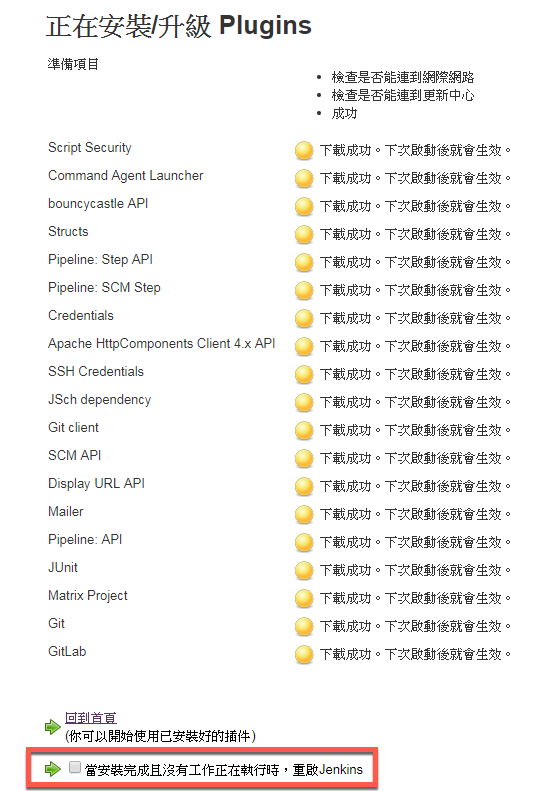 正在安裝/升級 Plugins
準備項目
檢查是否能連到網際網路
檢查是否能連到更新中心
成功
Script Security 下載成功。下次啟動後就會生效。
Command Agent Launcher 下載成功。下次啟動後就會生效。
bouncycastle API 下載成功。下次啟動後就會生效。
Structs 下載成功。下次啟動後就會生效。
Pipeline: Step API 下載成功。下次啟動後就會生效。
Pipeline: SCM Step 下載成功。下次啟動後就會生效。
Credentials 下載成功。下次啟動後就會生效。
Apache HttpComponents Client 4.x API 下載成功。下次啟動後就會生效。
SSH Credentials 下載成功。下次啟動後就會生效。
JSch dependency 下載成功。下次啟動後就會生效。
Git client 下載成功。下次啟動後就會生效。
SCM API 下載成功。下次啟動後就會生效。
Display URL API 下載成功。下次啟動後就會生效。
Mailer 下載成功。下次啟動後就會生效。
Pipeline: API 下載成功。下次啟動後就會生效。
JUnit 下載成功。下次啟動後就會生效。
Matrix Project 下載成功。下次啟動後就會生效。
Git 下載成功。下次啟動後就會生效。
GitLab 下載成功。下次啟動後就會生效。
回到首頁
(你可以開始使用已安裝好的插件)
當安裝完成且沒有工作正在執行時，重啟Jenkins